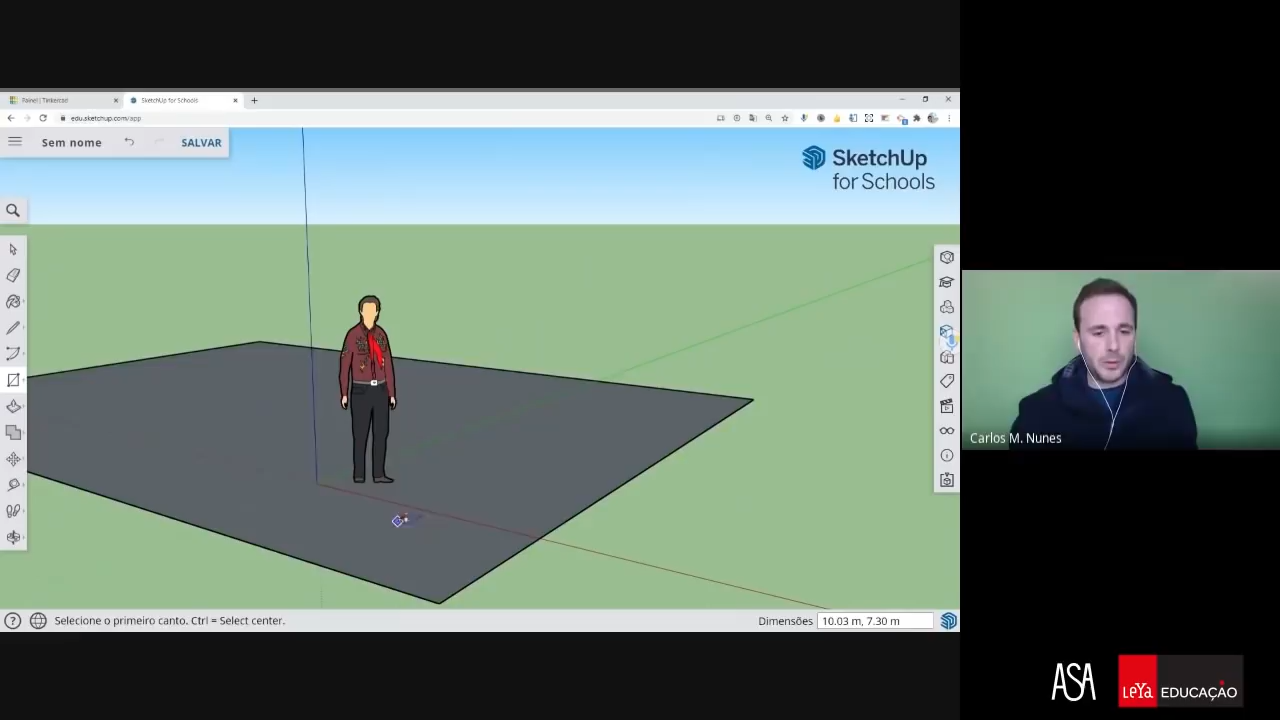 Painel | Tinkercad
SketchUp for Schools
edu.sketchup.com/app
Sem nome
SALVAR
SketchUp
for Schools
Carlos M. Nunes
Selecione o primeiro canto. Ctrl = Select center.
Dimensões
10.03 m, 7.30 m
ASA
LeYa EDUCAÇÃO